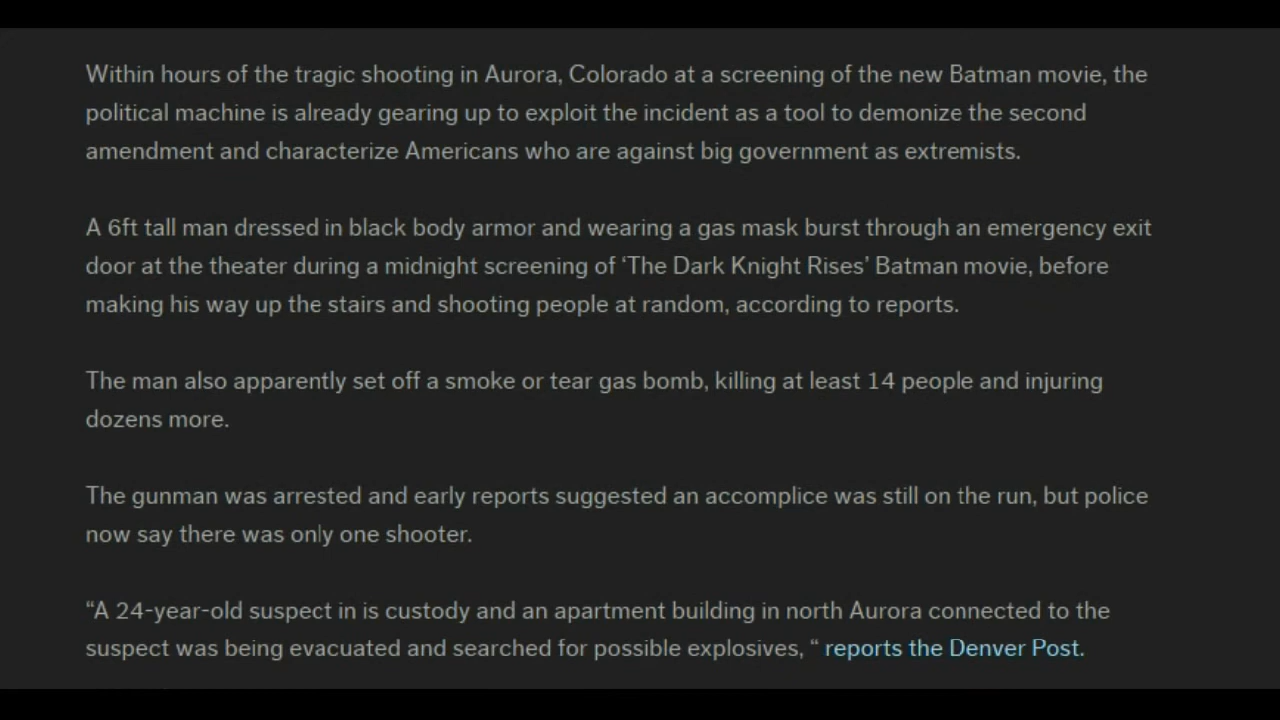 Within hours of the tragic shooting in Aurora, Colorado at a screening of the new Batman movie, the
political machine is already gearing up to exploit the incident as a tool to demonize the second
amendment and characterize Americans who are against big government as extremists.
A 6ft tall man dressed in black body armor and wearing a gas mask burst through an emergency exit
door at the theater during a midnight screening of ‘The Dark Knight Rises’ Batman movie, before
making his way up the stairs and shooting people at random, according to reports.
The man also apparently set off a smoke or tear gas bomb, killing at least 14 people and injuring
dozens more.
The gunman was arrested and early reports suggested an accomplice was still on the run, but police
now say there was only one shooter.
“A 24-year-old suspect in is custody and an apartment building in north Aurora connected to the
suspect was being evacuated and searched for possible explosives, “ reports the Denver Post.